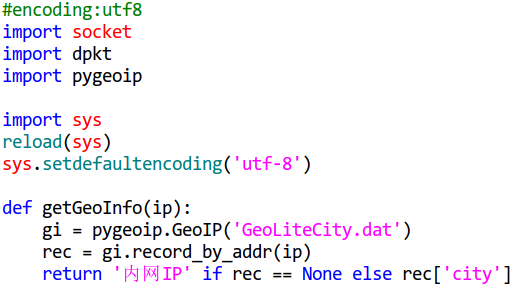 #encoding:utf8
import socket
import dpkt
import pygeoip

import sys
reload(sys)
sys.setdefaultencoding('utf-8')

def getGeoInfo(ip):
    gi = pygeoip.GeoIP('GeoLiteCity.dat')
    rec = gi.record_by_addr(ip)
    return '内网IP' if rec == None else rec['city']